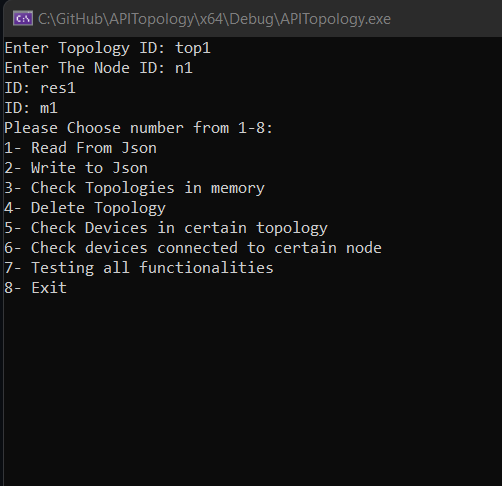 C:\GitHub\APITopology\x64\Debug\APITopology.exe
Enter Topology ID: top1
Enter The Node ID: n1
ID: res1
ID: m1
Please Choose number from 1-8:
1- Read From Json
2- Write to Json
3- Check Topologies in memory
4- Delete Topology
5- Check Devices in certain topology
6- Check devices connected to certain node
7- Testing all functionalities
8- Exit